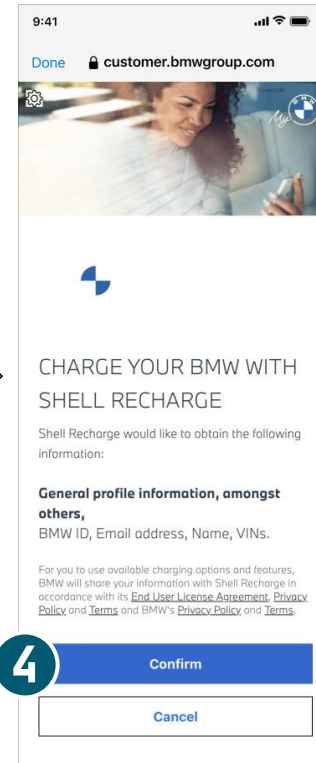 9:41
Done customer.bmwgroup.com
My BMW
CHARGE YOUR BMW WITH
SHELL RECHARGE
Shell Recharge would like to obtain the following
information:
General profile information, amongst
others,
BMW ID, Email address, Name, VINs.
For you to use available charging options and features,
BMW will share your information with Shell Recharge in
accordance with its End User License Agreement, Privacy
Policy and Terms and BMW's Privacy Policy and Terms.
4
Confirm
Cancel